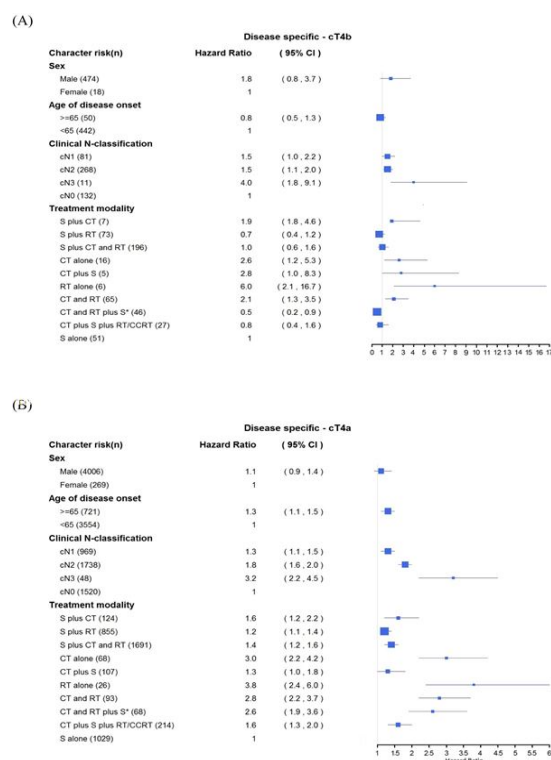 (A)
Disease specific - cT4b
Character risk(n) Hazard Ratio ( 95% CI )
Sex
Male (474) 1.8 ( 0.8 , 3.7 )
Female (18) 1
Age of disease onset
>=65 (50) 0.8 ( 0.5 , 1.3 )
<65 (442) 1
Clinical N-classification
cN1 (81) 1.5 ( 1.0 , 2.2 )
cN2 (268) 1.5 ( 1.1 , 2.0 )
cN3 (11) 4.0 ( 1.8 , 9.1 )
cN0 (132) 1
Treatment modality
S plus CT (7) 1.9 ( 1.8 , 4.6 )
S plus RT (73) 0.7 ( 0.4 , 1.2 )
S plus CT and RT (196) 1.0 ( 0.6 , 1.6 )
CT alone (16) 2.6 ( 1.2 , 5.3 )
CT plus S (5) 2.8 ( 1.0 , 8.3 )
RT alone (6) 6.0 ( 2.1 , 16.7 )
CT and RT (65) 2.1 ( 1.3 , 3.5 )
CT and RT plus S* (46) 0.5 ( 0.2 , 0.9 )
CT plus S plus RT/CCRT (27) 0.8 ( 0.4 , 1.6 )
S alone (51) 1
0 1 2 3 4 5 6 7 8 9 10 11 12 13 14 15 16 17
(B)
Disease specific - cT4a
Character risk(n) Hazard Ratio ( 95% CI )
Sex
Male (4006) 1.1 ( 0.9 , 1.4 )
Female (269) 1
Age of disease onset
>=65 (721) 1.3 ( 1.1 , 1.5 )
<65 (3554) 1
Clinical N-classification
cN1 (969) 1.3 ( 1.1 , 1.5 )
cN2 (1738) 1.8 ( 1.6 , 2.0 )
cN3 (48) 3.2 ( 2.2 , 4.5 )
cN0 (1520) 1
Treatment modality
S plus CT (124) 1.6 ( 1.2 , 2.2 )
S plus RT (855) 1.2 ( 1.1 , 1.4 )
S plus CT and RT (1691) 1.4 ( 1.2 , 1.6 )
CT alone (68) 3.0 ( 2.2 , 4.2 )
CT plus S (107) 1.3 ( 1.0 , 1.8 )
RT alone (26) 3.8 ( 2.4 , 6.0 )
CT and RT (93) 2.8 ( 2.2 , 3.7 )
CT and RT plus S* (68) 2.6 ( 1.9 , 3.6 )
CT plus S plus RT/CCRT (214) 1.6 ( 1.3 , 2.0 )
S alone (1029) 1
1 1.5 2 2.5 3 3.5 4 4.5 5 5.5 6
Hazard Ratio